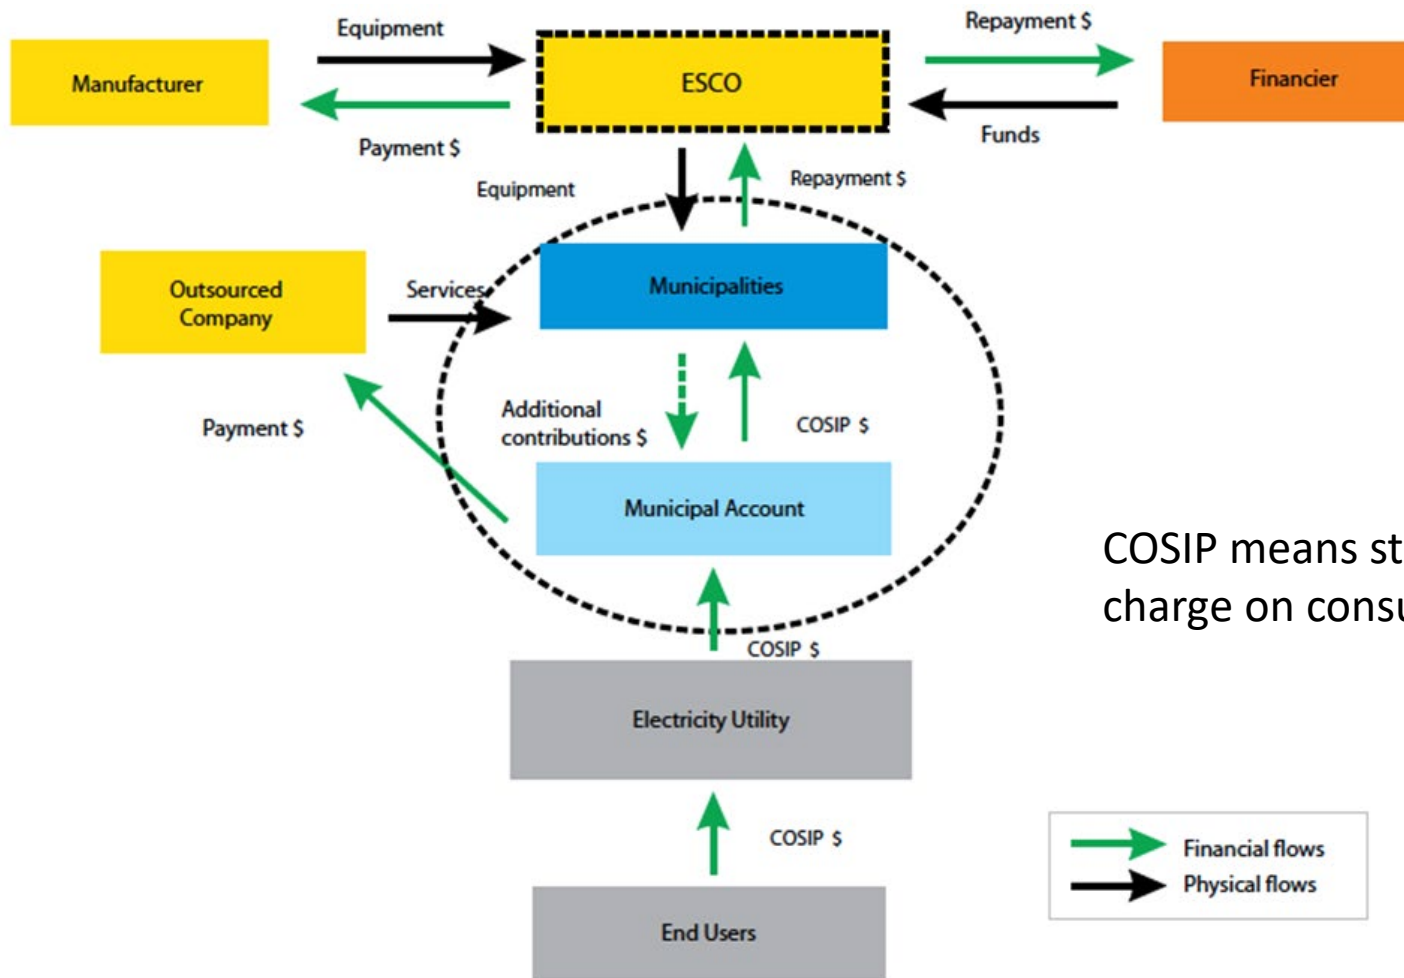 Equipment
Repayment $
Manufacturer
ESCO
Financier
Payment $
Funds
Equipment
Repayment $
Outsourced
Company
Services
Municipalities
Payment $
Additional
contributions $
COSIP $
Municipal Account
COSIP means st
charge on consu
COSIP $
Electricity Utility
COSIP $
Financial flows
Physical flows
End Users